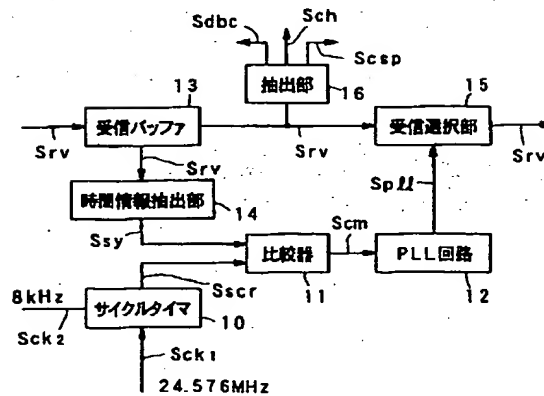 Sdbc
Sch
Scsp
抽出部
16
13
受信バッファ
Srv
Srv
Srv
15
受信選択部
Srv
時間情報抽出部
14
Ssy
Spll
Scm
比較器
11
PLL回路
12
Sscr
8kHz
Sck2
サイクルタイマ
10
Sck1
24.576MHz